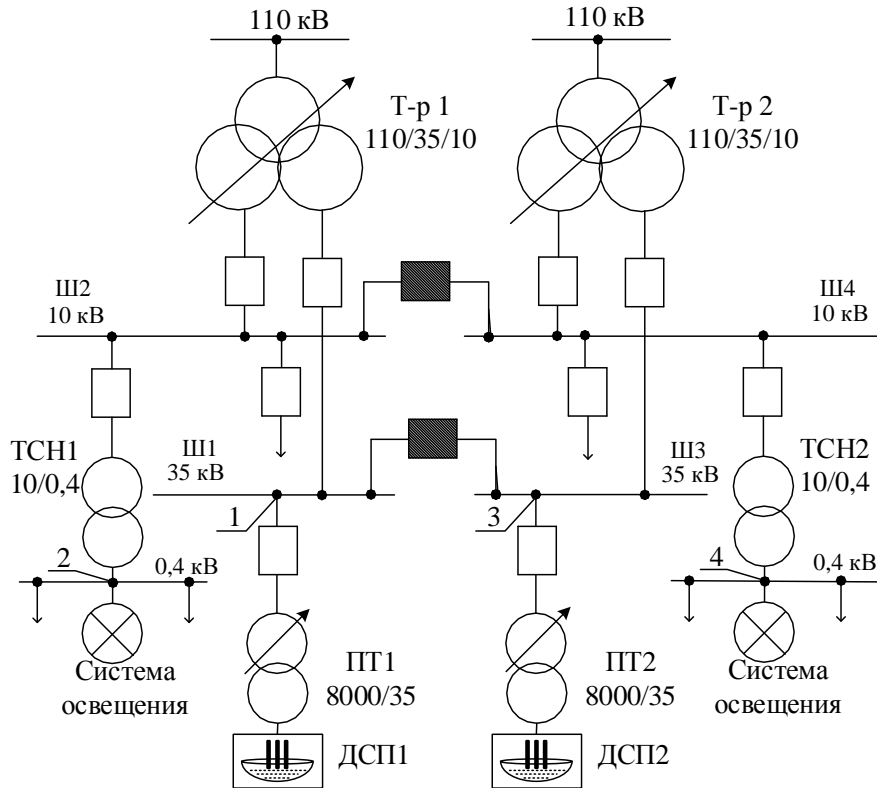 110 кВ
110 кВ
Т-р 1
110/35/10
Т-р 2
110/35/10
Ш2
10 кВ
Ш4
10 кВ
ТСН1
10/0,4
Ш1
35 кВ
Ш3
35 кВ
ТСН2
10/0,4
1
3
2
0,4 кВ
4
0,4 кВ
Система
освещения
ПТ1
8000/35
ПТ2
8000/35
Система
освещения
ДСП1
ДСП2